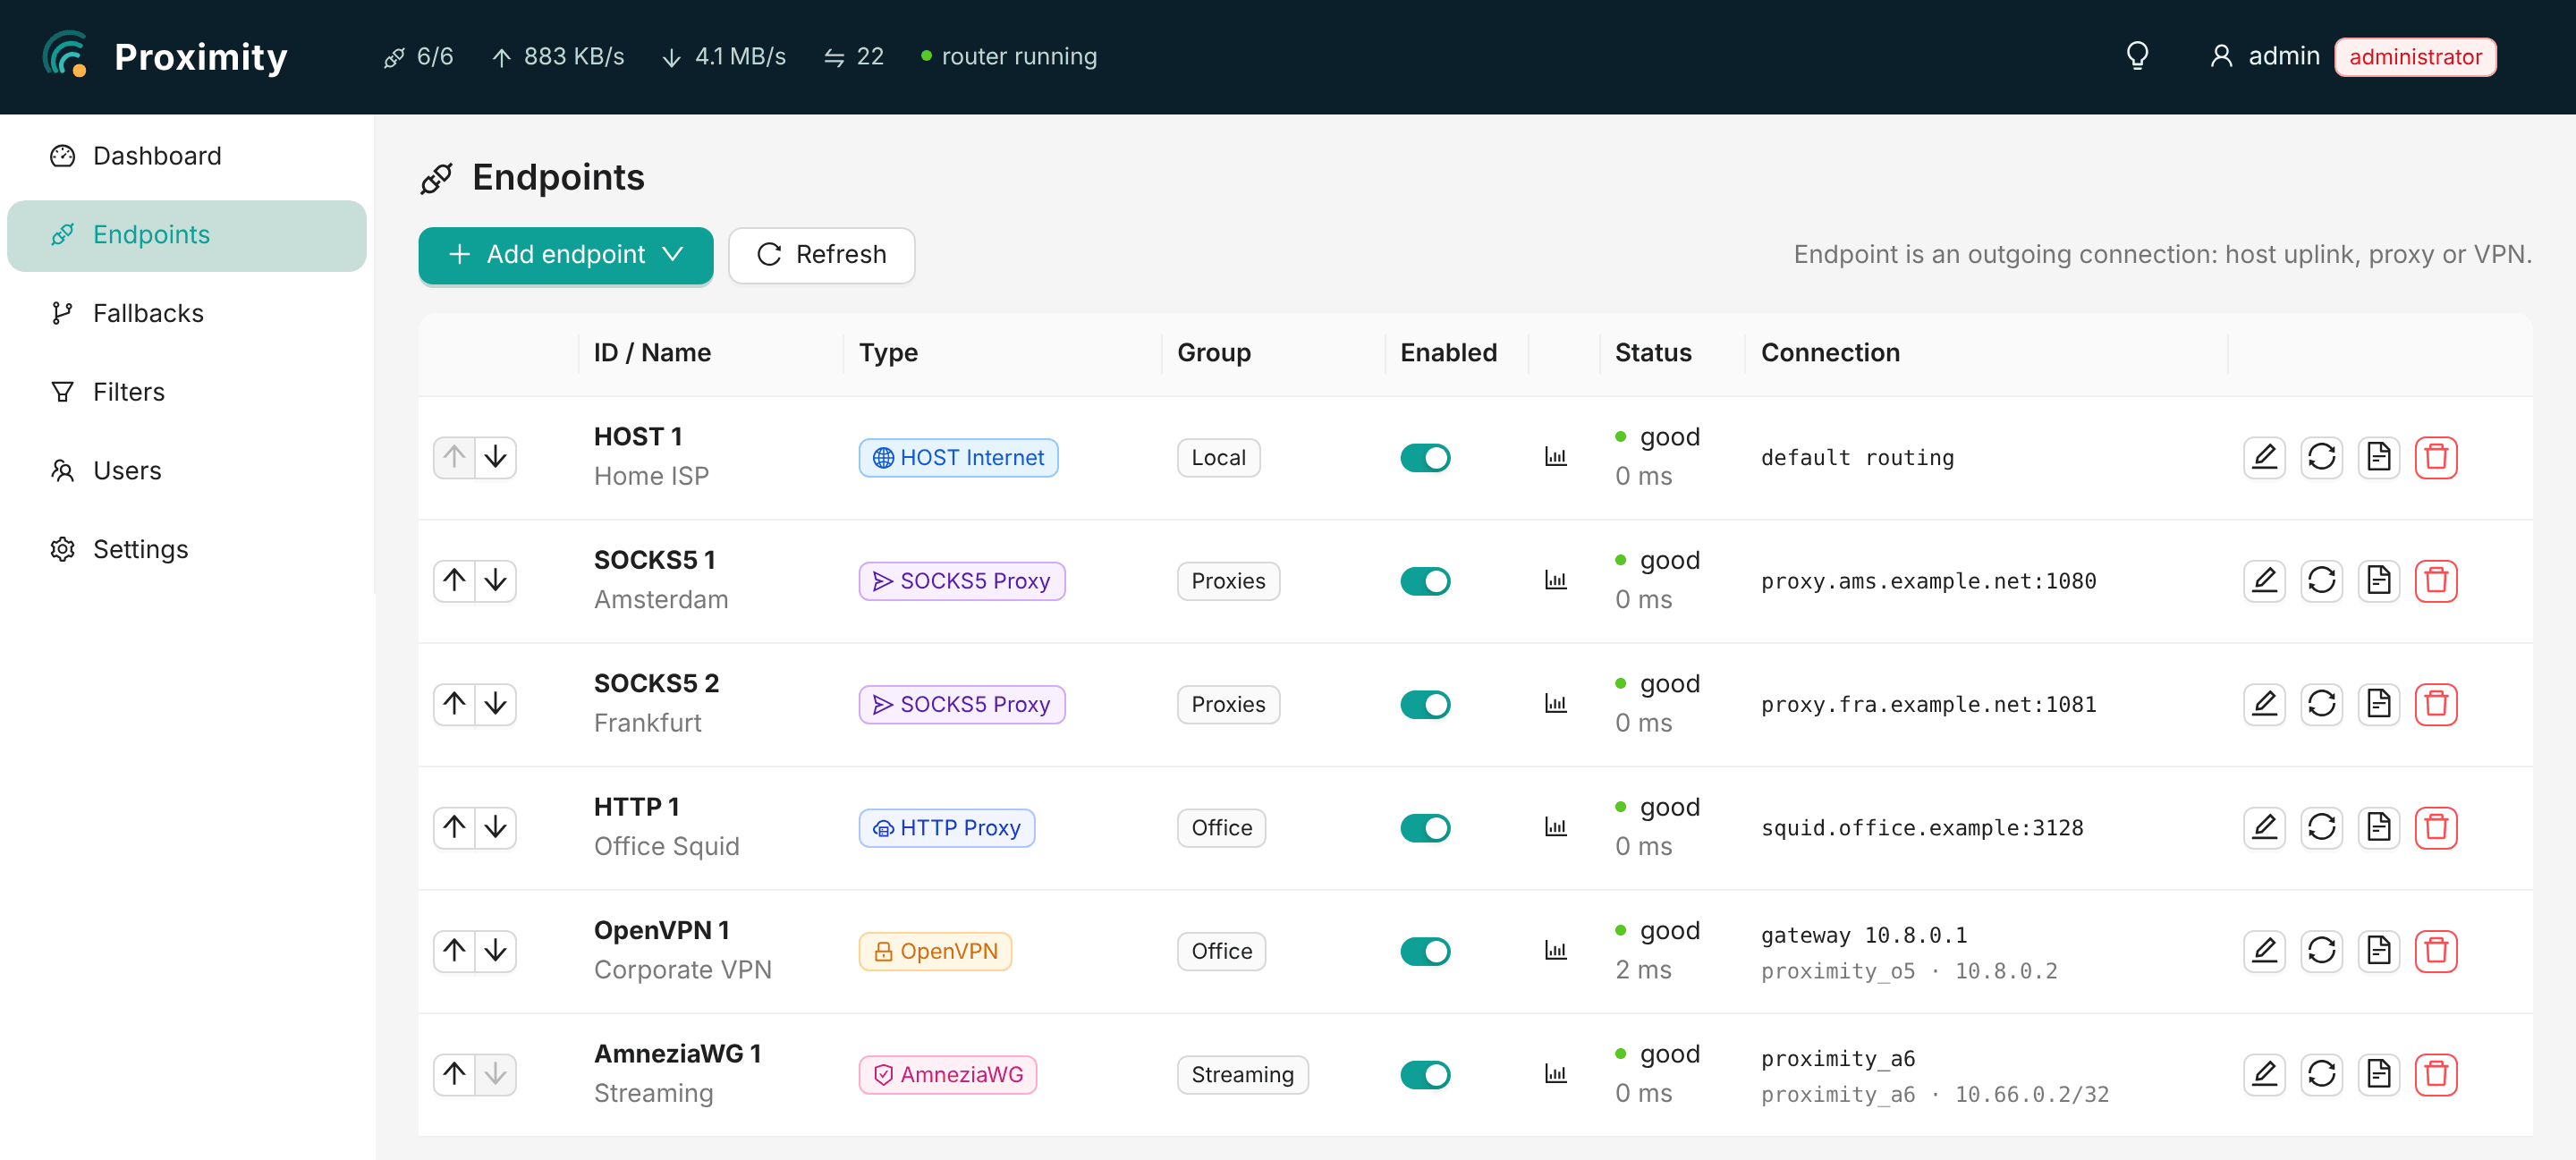 Proximity 6/6 883 KB/s 4.1 MB/s 22 router running admin administrator
Dashboard
Endpoints
Fallbacks
Filters
Users
Settings
Endpoints
Add endpoint Refresh Endpoint is an outgoing connection: host uplink, proxy or VPN.
ID / Name Type Group Enabled Status Connection
HOST 1
Home ISP
HOST Internet
Local
good
0 ms
default routing
SOCKS5 1
Amsterdam
SOCKS5 Proxy
Proxies
good
0 ms
proxy.ams.example.net:1080
SOCKS5 2
Frankfurt
SOCKS5 Proxy
Proxies
good
0 ms
proxy.fra.example.net:1081
HTTP 1
Office Squid
HTTP Proxy
Office
good
0 ms
squid.office.example:3128
OpenVPN 1
Corporate VPN
OpenVPN
Office
good
2 ms
gateway 10.8.0.1
proximity_o5 · 10.8.0.2
AmneziaWG 1
Streaming
AmneziaWG
Streaming
good
0 ms
proximity_a6
proximity_a6 · 10.66.0.2/32